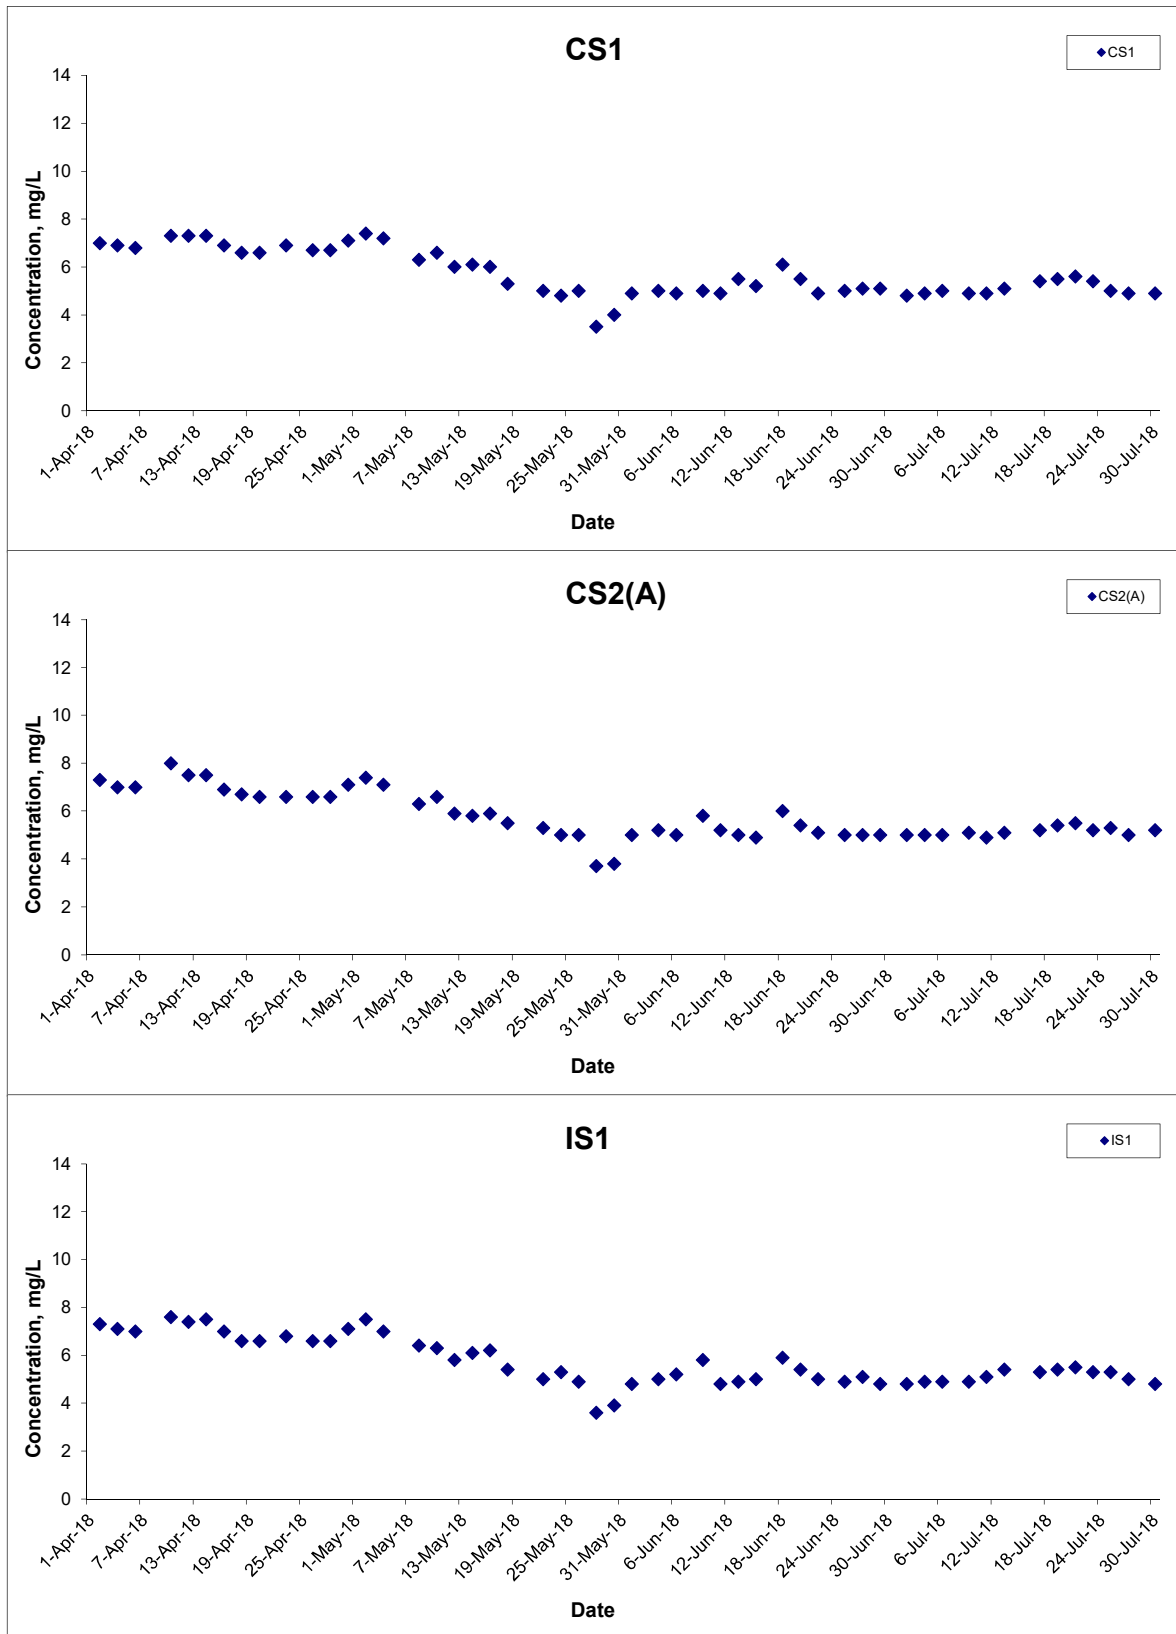 CS1
CS1
14
12
10
8
6
4
2
0
Concentration, mg/L
1-Apr-18
7-Apr-18
13-Apr-18
19-Apr-18
25-Apr-18
1-May-18
7-May-18
13-May-18
19-May-18
25-May-18
31-May-18
6-Jun-18
12-Jun-18
18-Jun-18
24-Jun-18
30-Jun-18
6-Jul-18
12-Jul-18
18-Jul-18
24-Jul-18
30-Jul-18
Date
CS2(A)
CS2(A)
14
12
10
8
6
4
2
0
Concentration, mg/L
1-Apr-18
7-Apr-18
13-Apr-18
19-Apr-18
25-Apr-18
1-May-18
7-May-18
13-May-18
19-May-18
25-May-18
31-May-18
6-Jun-18
12-Jun-18
18-Jun-18
24-Jun-18
30-Jun-18
6-Jul-18
12-Jul-18
18-Jul-18
24-Jul-18
30-Jul-18
Date
IS1
IS1
14
12
10
8
6
4
2
0
Concentration, mg/L
1-Apr-18
7-Apr-18
13-Apr-18
19-Apr-18
25-Apr-18
1-May-18
7-May-18
13-May-18
19-May-18
25-May-18
31-May-18
6-Jun-18
12-Jun-18
18-Jun-18
24-Jun-18
30-Jun-18
6-Jul-18
12-Jul-18
18-Jul-18
24-Jul-18
30-Jul-18
Date